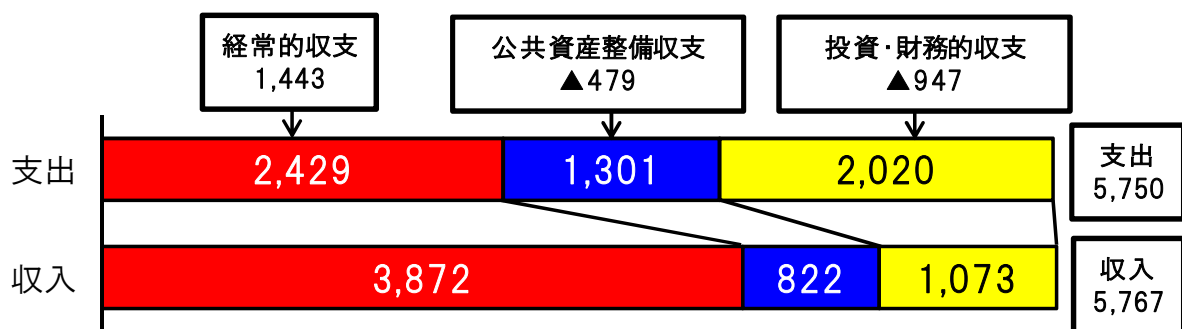 経常的収支
1,443
公共資産整備収支
▲479
投資・財務的収支
▲947
支出
2,429
1,301
2,020
支出
5,750
収入
3,872
822
1,073
収入
5,767